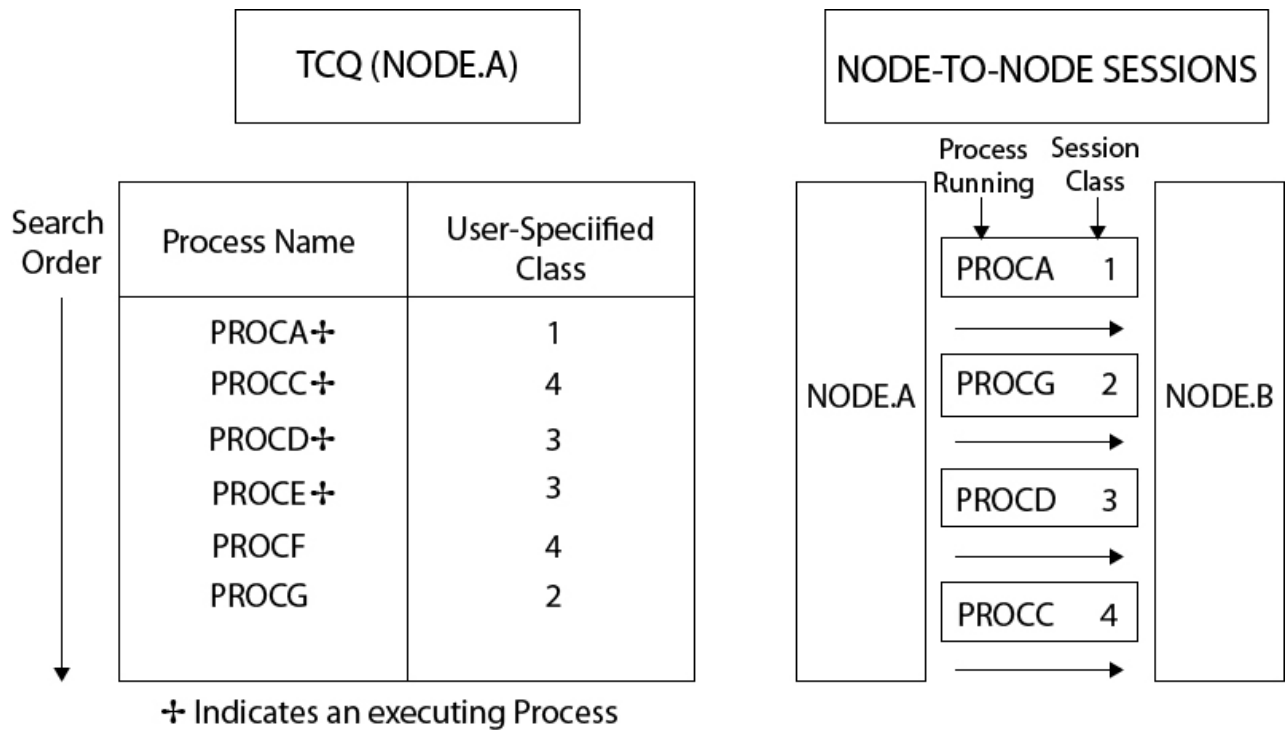 TCQ (NODE.A)
NODE-TO-NODE SESSIONS
Search
Order
Process Name
User-Speciified
Class
PROCA✢ 1
PROCC✢ 4
PROCD✢ 3
PROCE✢ 3
PROCF 4
PROCG 2
✢ Indicates an executing Process
Process
Running
Session
Class
NODE.A
PROCA 1
PROCG 2
PROCD 3
PROCC 4
NODE.B